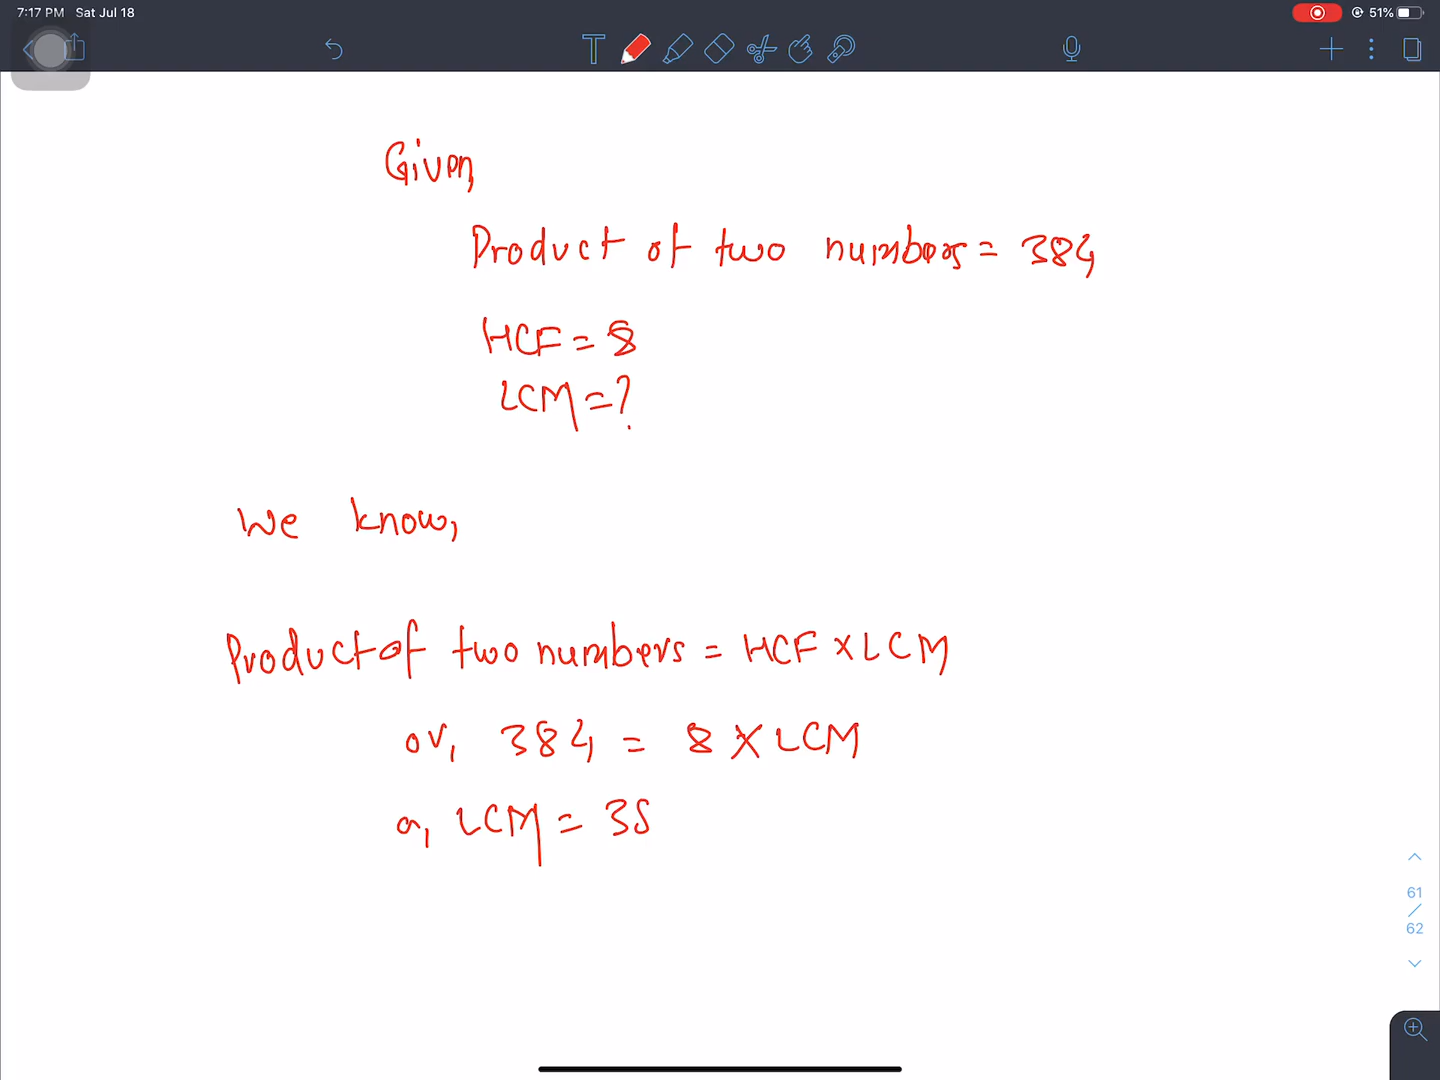 7:17 PM Sat Jul 18
51%
Given,
Product of two numbers = 384
HCF = 8
LCM = ?
We know,
Product of two numbers = HCF X LCM
or, 384 = 8 X LCM
or, LCM =
61
/
62